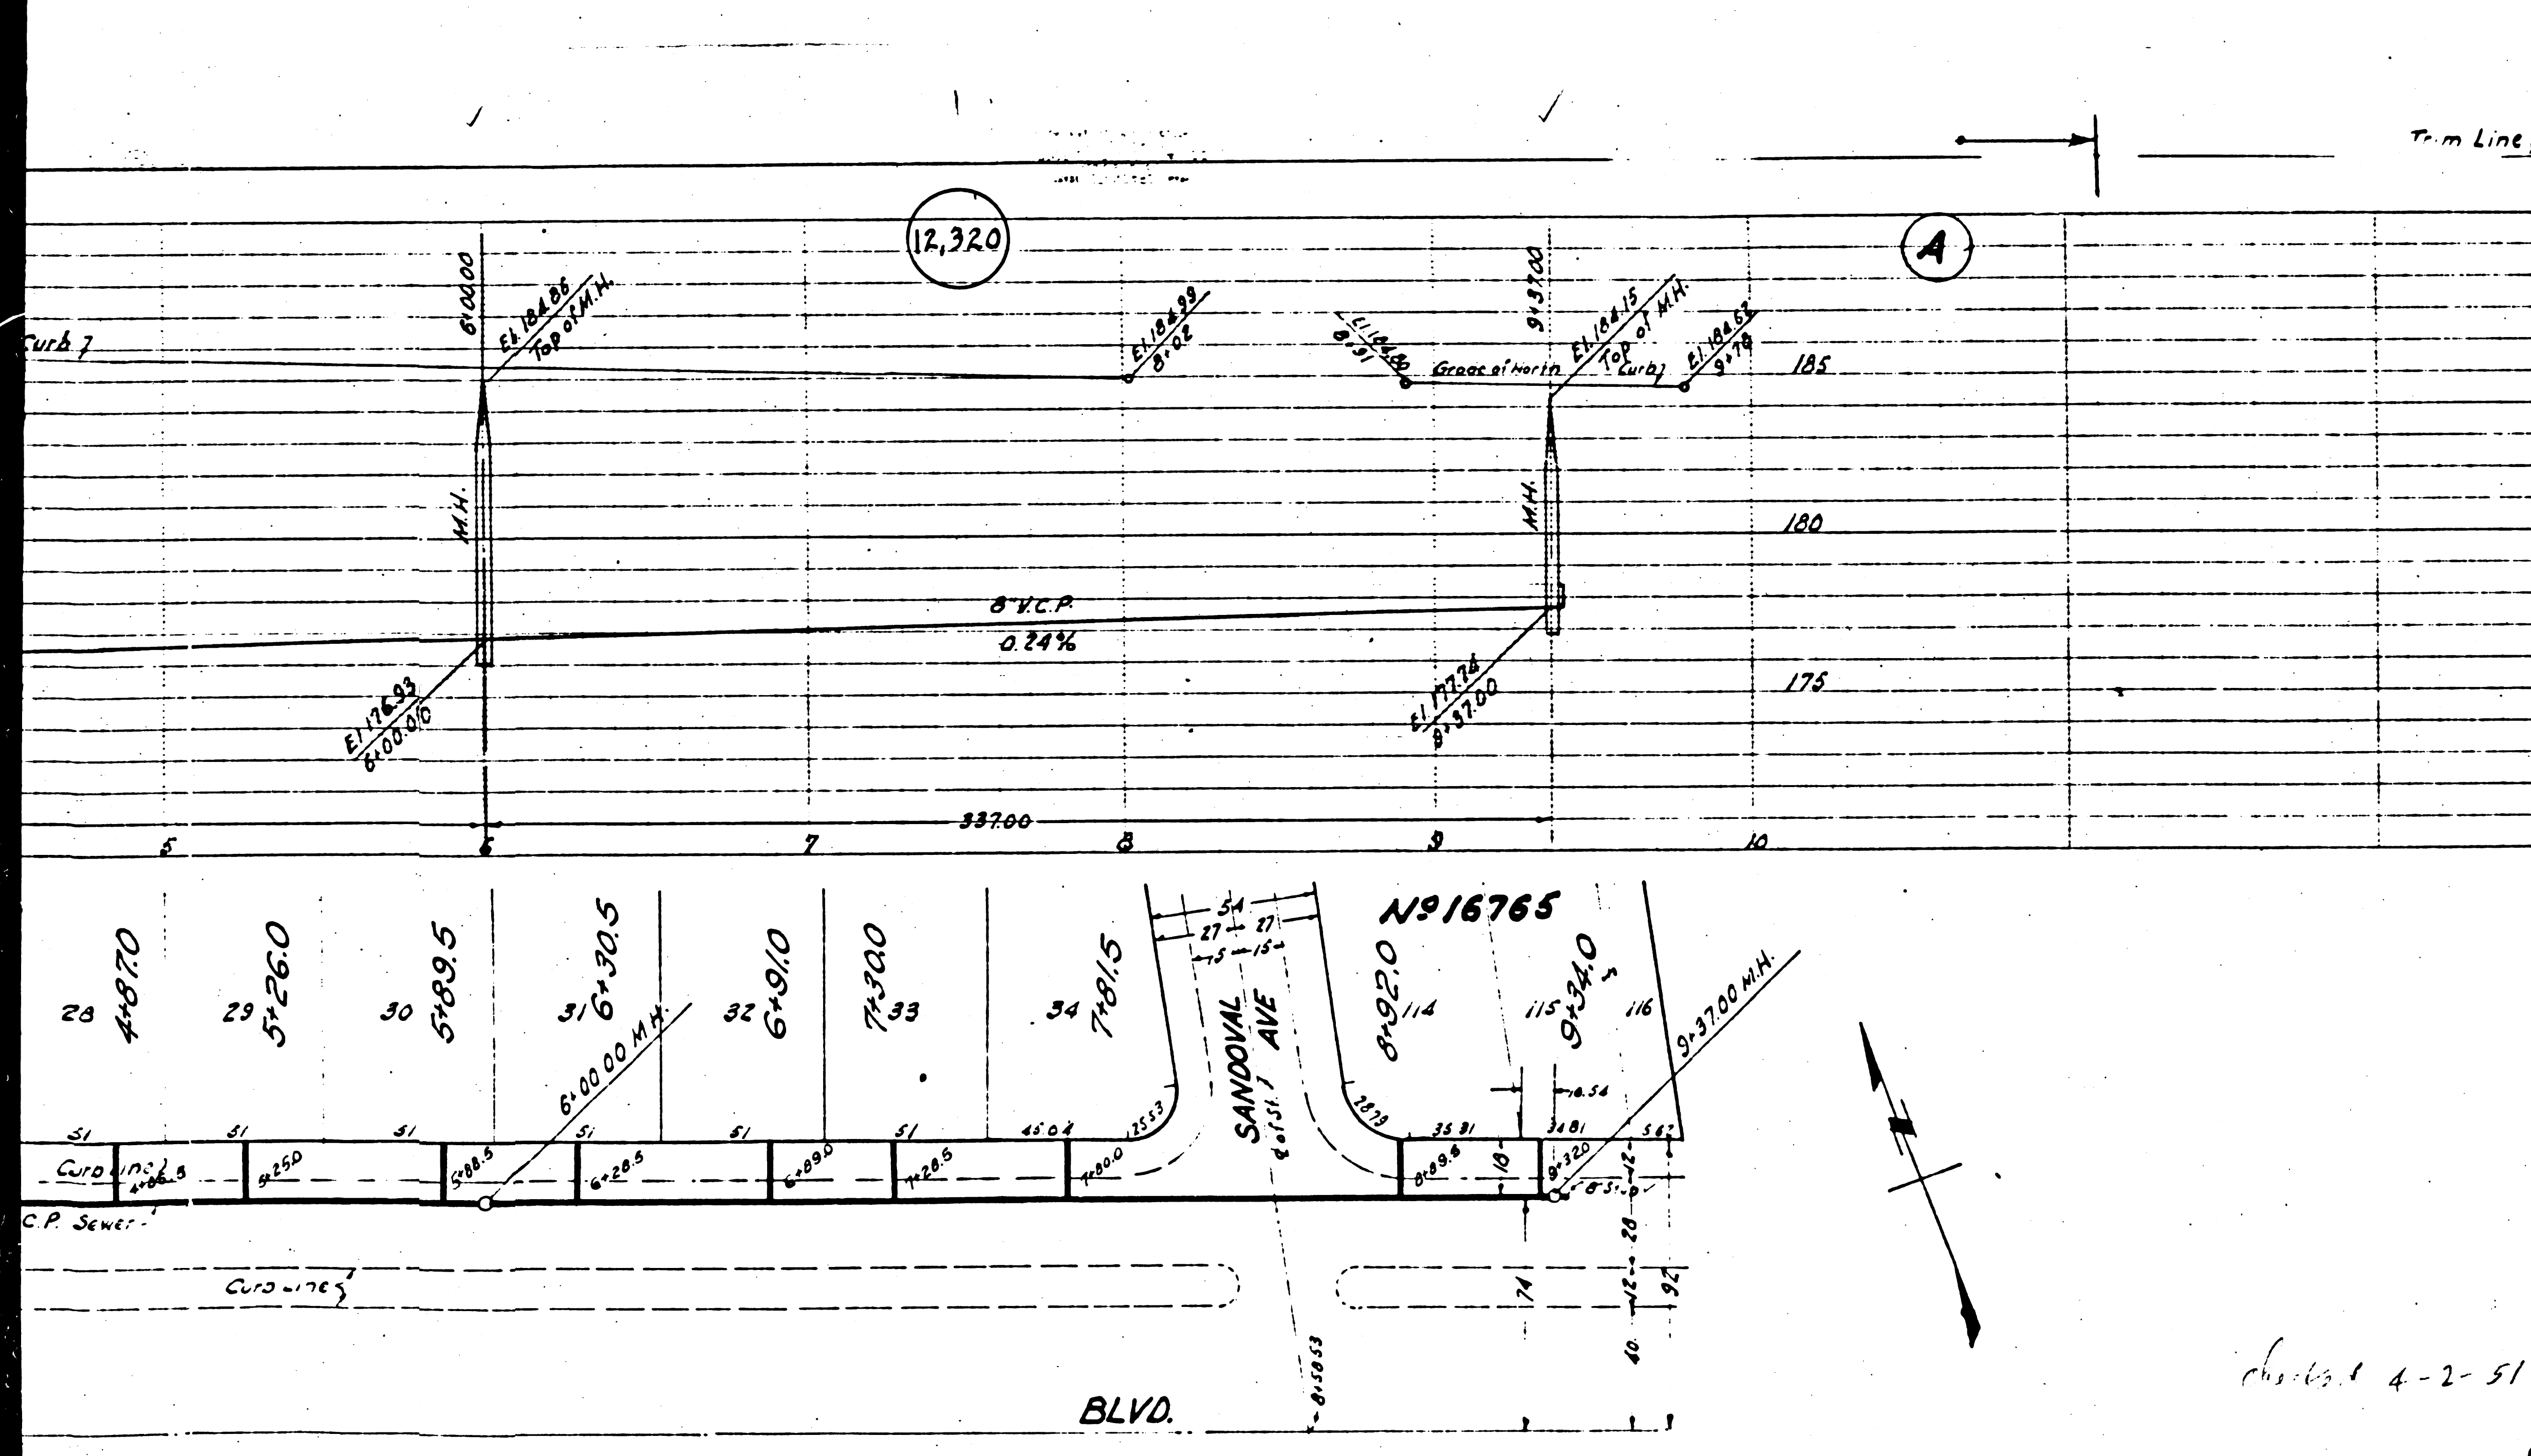 Trim Line
12,320
A
6+00.00
El. 184.86
Top of M.H.
El. 184.99
8+02
8+91
9+37.00
El. 184.15
Top of M.H.
El. 184.62
9+78
Curb
Grade of North Curb
185
M.H.
M.H.
180
8" V.C.P.
0.24%
175
El. 176.93
6+00.00
El. 177.74
9+37.00
337.00
5 6 7 8 9 10
54
27 27
15 15
No 16765
28 4+87.0
29 5+26.0
30 5+89.5
31 6+30.5
32 6+91.0
33 7+30.0
34 7+81.5
SANDOVAL AVE
114 8+92.0
115 9+34.0
116
6+00.00 M.H.
9+37.00 M.H.
51 51 51 51 51 51 45.04 25.53
28.79 35.81 34.81 5.62
Curb Line
4+86.5
5+25.0
5+88.5
6+28.5
6+89.0
7+28.5
7+80.0
8+89.5
18
9+32.0
12
C.P. Sewer
Curb Lines
28
12
74
92
40
8+50.53
BLVD.
4-2-51